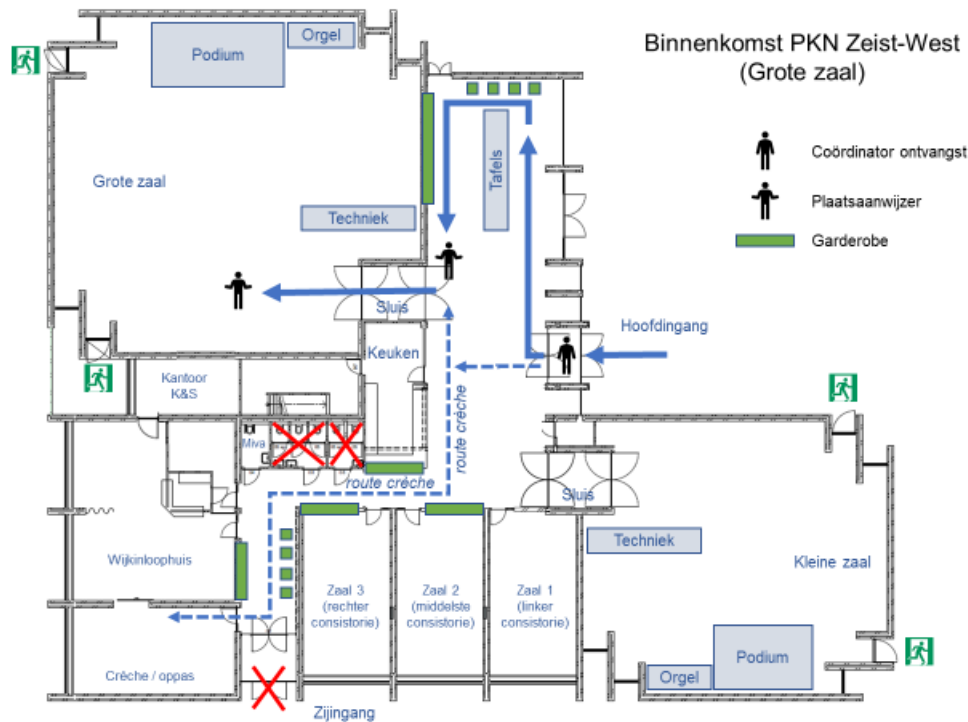 Binnenkomst PKN Zeist-West
(Grote zaal)
Coördinator ontvangst
Plaatsaanwijzer
Garderobe
Podium
Orgel
Grote zaal
Techniek
Tafels
Sluis
Hoofdingang
Keuken
Kantoor
K&S
Miva
route crèche
route crèche
Sluis
Techniek
Kleine zaal
Wijkinloophuis
Zaal 3
(rechter
consistorie)
Zaal 2
(middelste
consistorie)
Zaal 1
(linker
consistorie)
Podium
Orgel
Crèche / oppas
Zijingang